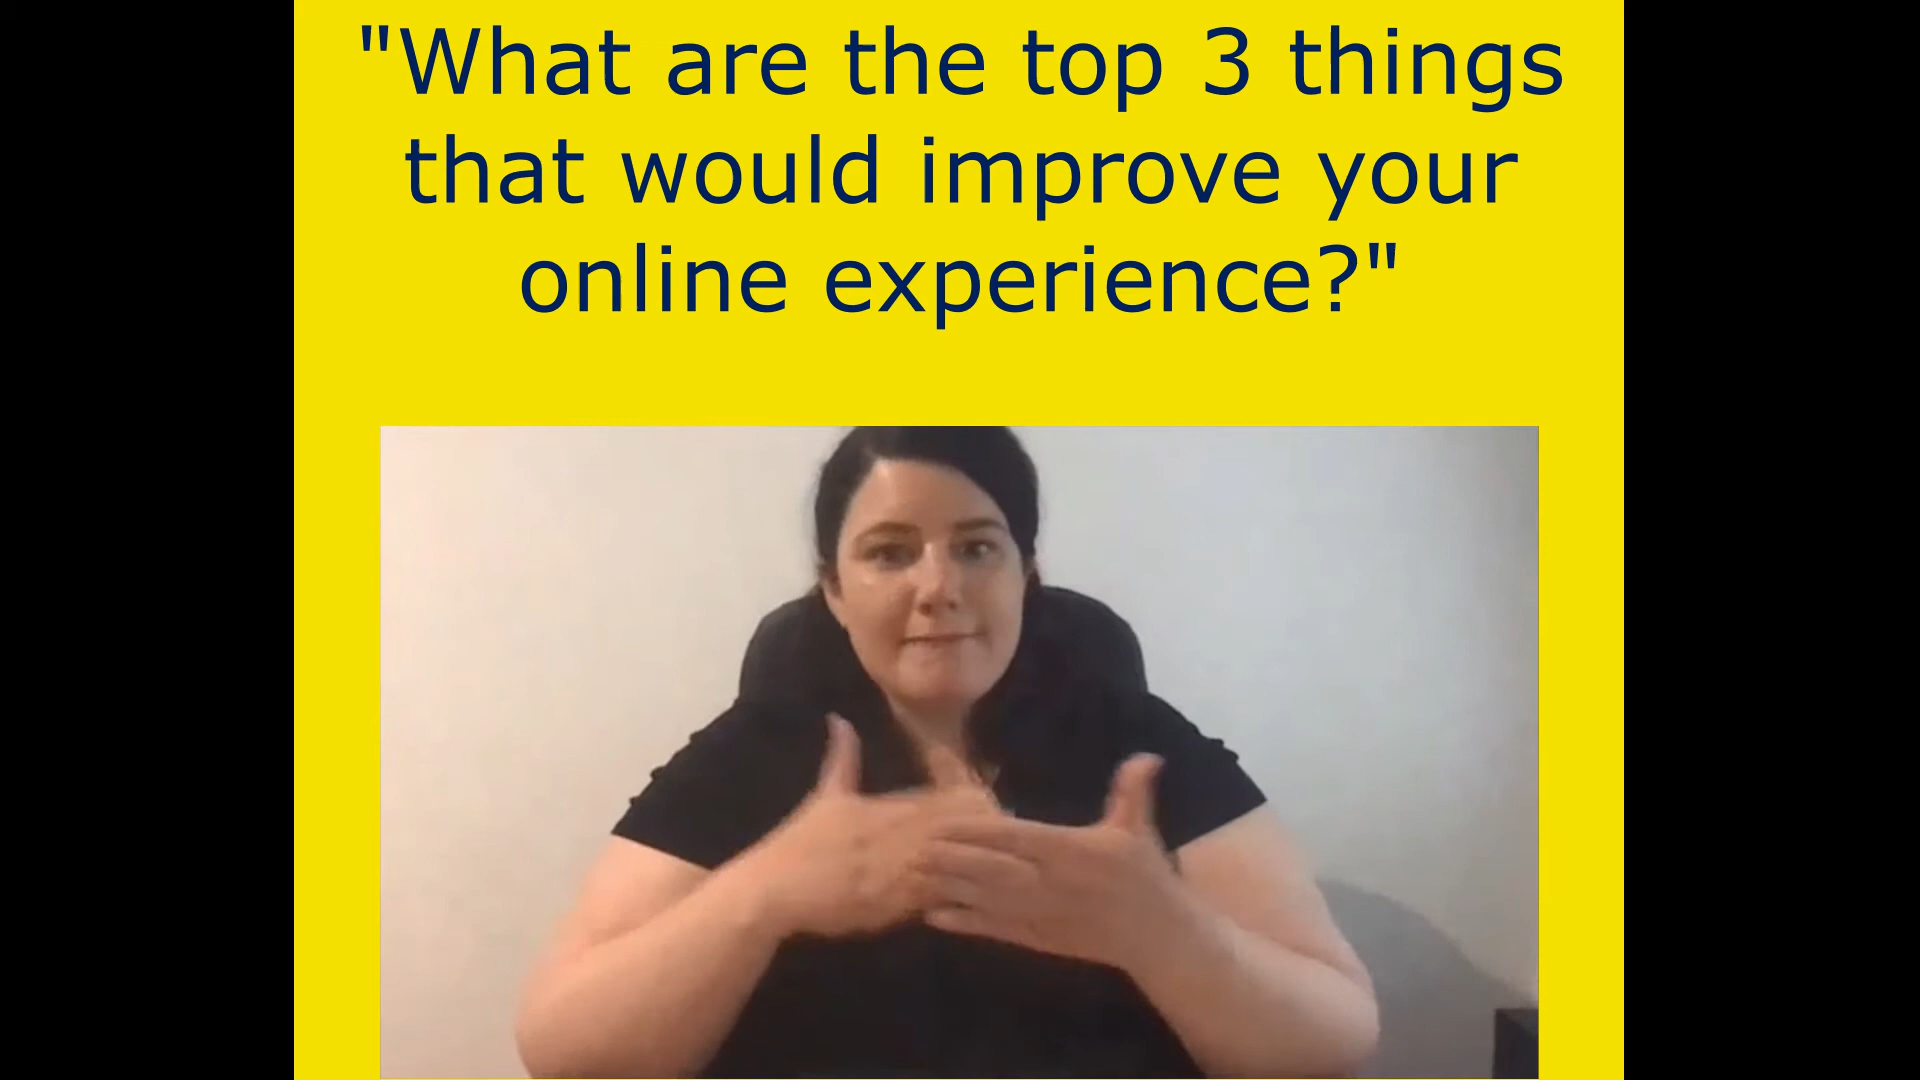 "What are the top 3 things
that would improve your
online experience?"